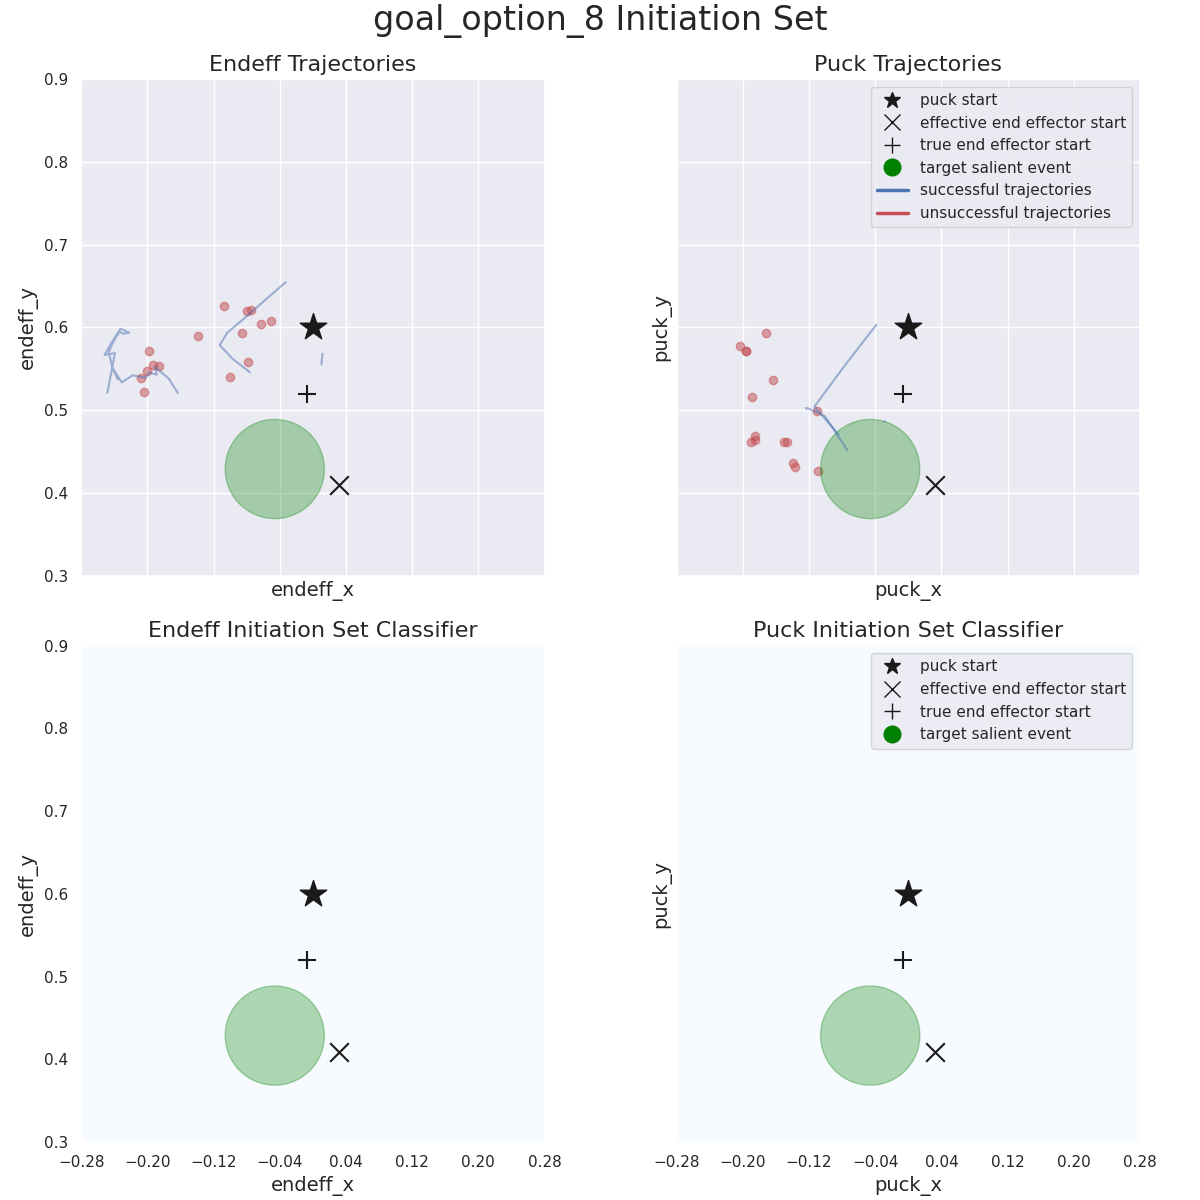 goal_option_8 Initiation Set
Endeff Trajectories
0.9
0.8
0.7
0.6
0.5
0.4
0.3
endeff_y
endeff_x
Puck Trajectories
puck start
effective end effector start
true end effector start
target salient event
successful trajectories
unsuccessful trajectories
puck_y
puck_x
Endeff Initiation Set Classifier
0.9
0.8
0.7
0.6
0.5
0.4
0.3
endeff_y
−0.28 −0.20 −0.12 −0.04 0.04 0.12 0.20 0.28
endeff_x
Puck Initiation Set Classifier
puck start
effective end effector start
true end effector start
target salient event
puck_y
−0.28 −0.20 −0.12 −0.04 0.04 0.12 0.20 0.28
puck_x